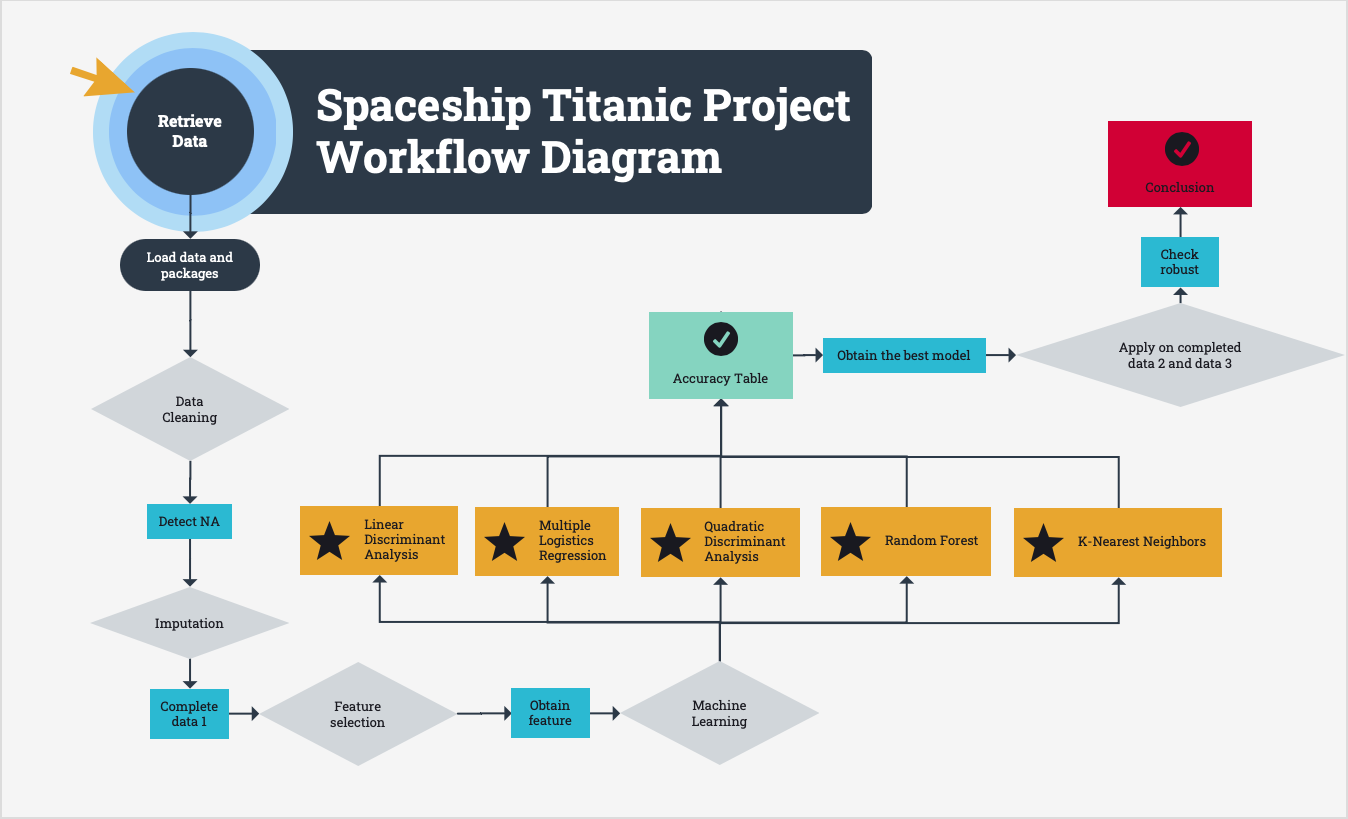 Spaceship Titanic Project
Workflow Diagram
Retrieve
Data
Load data and
packages
Data
Cleaning
Detect NA
Imputation
Complete
data 1
Feature
selection
Obtain
feature
Machine
Learning
Linear
Discriminant
Analysis
Multiple
Logistics
Regression
Quadratic
Discriminant
Analysis
Random Forest
K-Nearest Neighbors
Accuracy Table
Obtain the best model
Apply on completed
data 2 and data 3
Check
robust
Conclusion